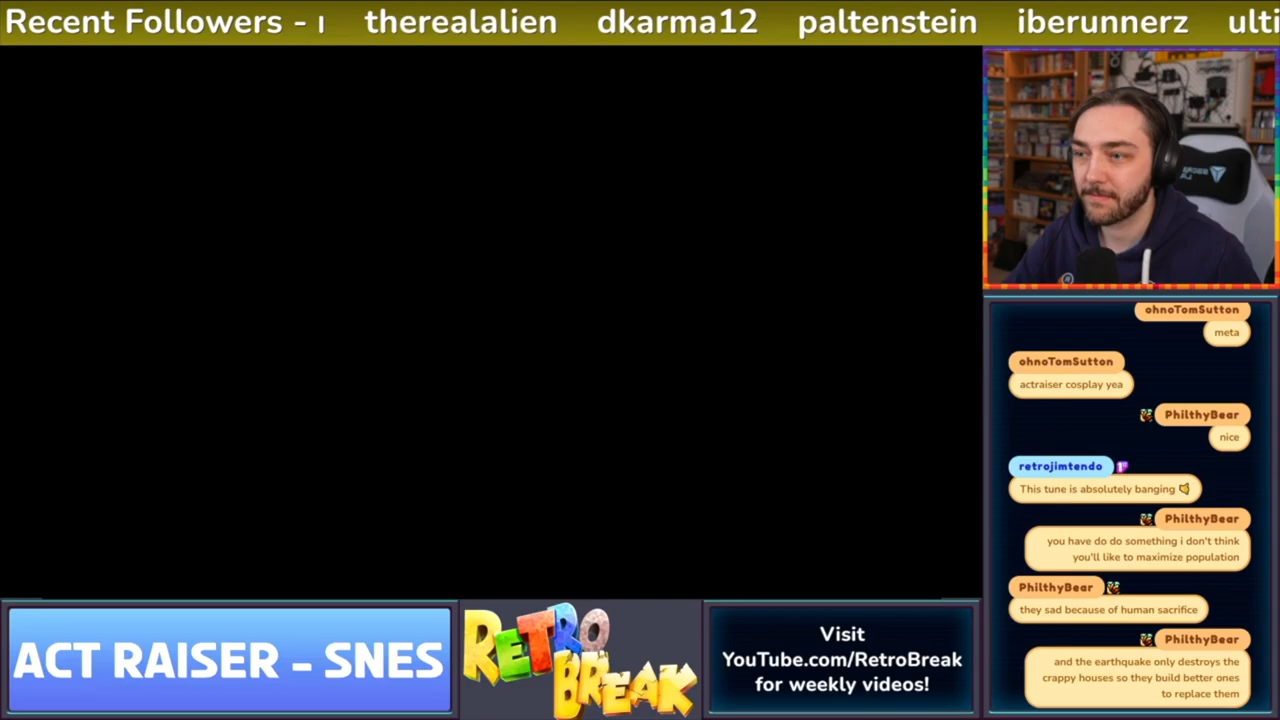 Recent Followers - therealalien dkarma12 paltenstein iberunnerz ulti
ohnoTomSutton
meta
ohnoTomSutton
actraiser cosplay yea
PhilthyBear
nice
retrojimtendo
This tune is absolutely banging
PhilthyBear
you have do do something i don't think
you'll like to maximize population
PhilthyBear
they sad because of human sacrifice
PhilthyBear
and the earthquake only destroys the
crappy houses so they build better ones
to replace them
ACT RAISER - SNES
RETRO
BREAK
Visit
YouTube.com/RetroBreak
for weekly videos!